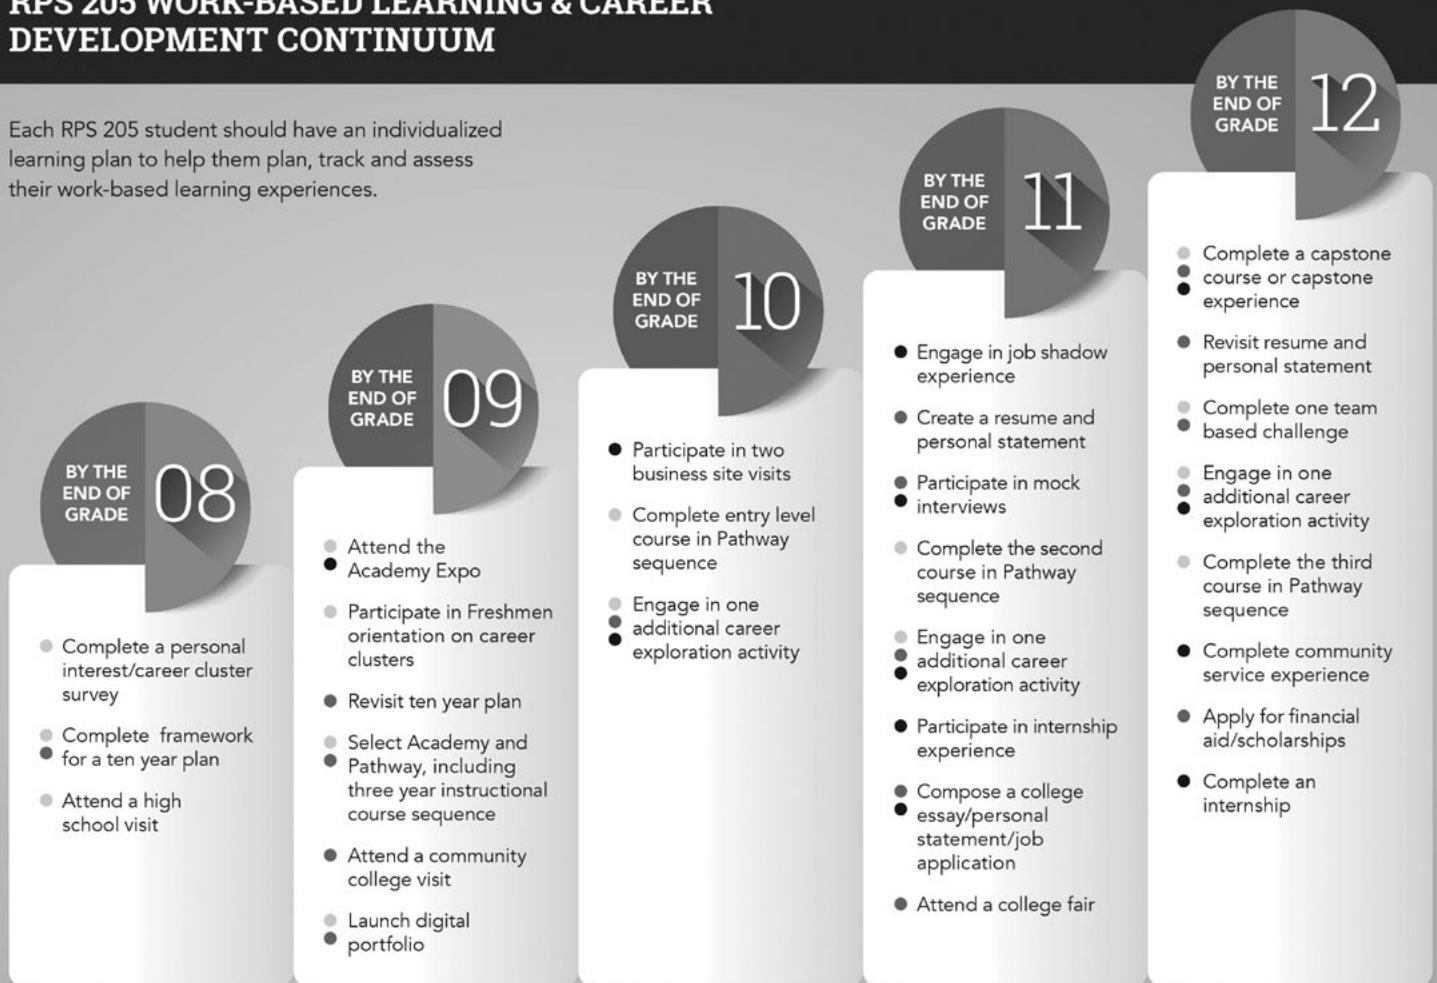 RPS 205 WORK-BASED LEARNING & CAREER
DEVELOPMENT CONTINUUM
Each RPS 205 student should have an individualized
learning plan to help them plan, track and assess
their work-based learning experiences.
BY THE
END OF
GRADE
08
Complete a personal
interest/career cluster
survey
Complete framework
for a ten year plan
Attend a high
school visit
BY THE
END OF
GRADE
09
Attend the
Academy Expo
Participate in Freshmen
orientation on career
clusters
Revisit ten year plan
Select Academy and
Pathway, including
three year instructional
course sequence
Attend a community
college visit
Launch digital
portfolio
BY THE
END OF
GRADE
10
Participate in two
business site visits
Complete entry level
course in Pathway
sequence
Engage in one
additional career
exploration activity
BY THE
END OF
GRADE
11
Engage in job shadow
experience
Create a resume and
personal statement
Participate in mock
interviews
Complete the second
course in Pathway
sequence
Engage in one
additional career
exploration activity
Participate in internship
experience
Compose a college
essay/personal
statement/job
application
Attend a college fair
BY THE
END OF
GRADE
12
Complete a capstone
course or capstone
experience
Revisit resume and
personal statement
Complete one team
based challenge
Engage in one
additional career
exploration activity
Complete the third
course in Pathway
sequence
Complete community
service experience
Apply for financial
aid/scholarships
Complete an
internship